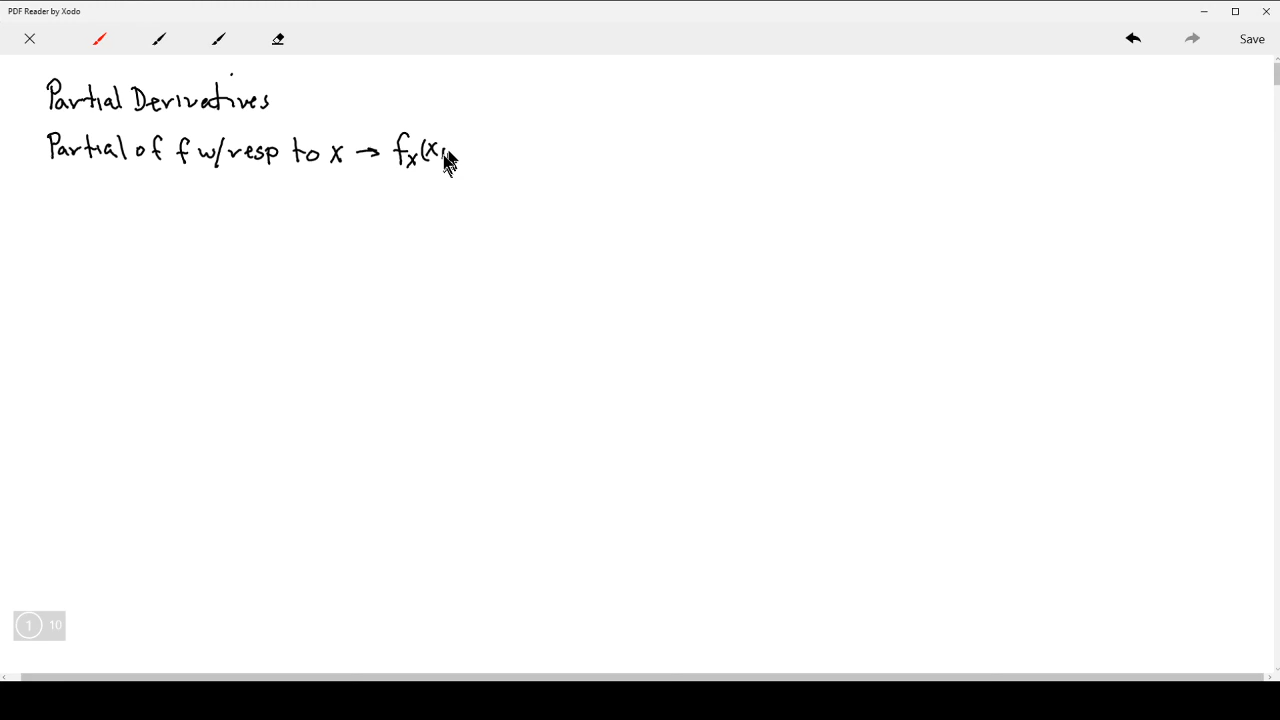 PDF Reader by Xodo
Save
Partial Derivatives
Partial of f w/resp to x → fx(x,
1 10